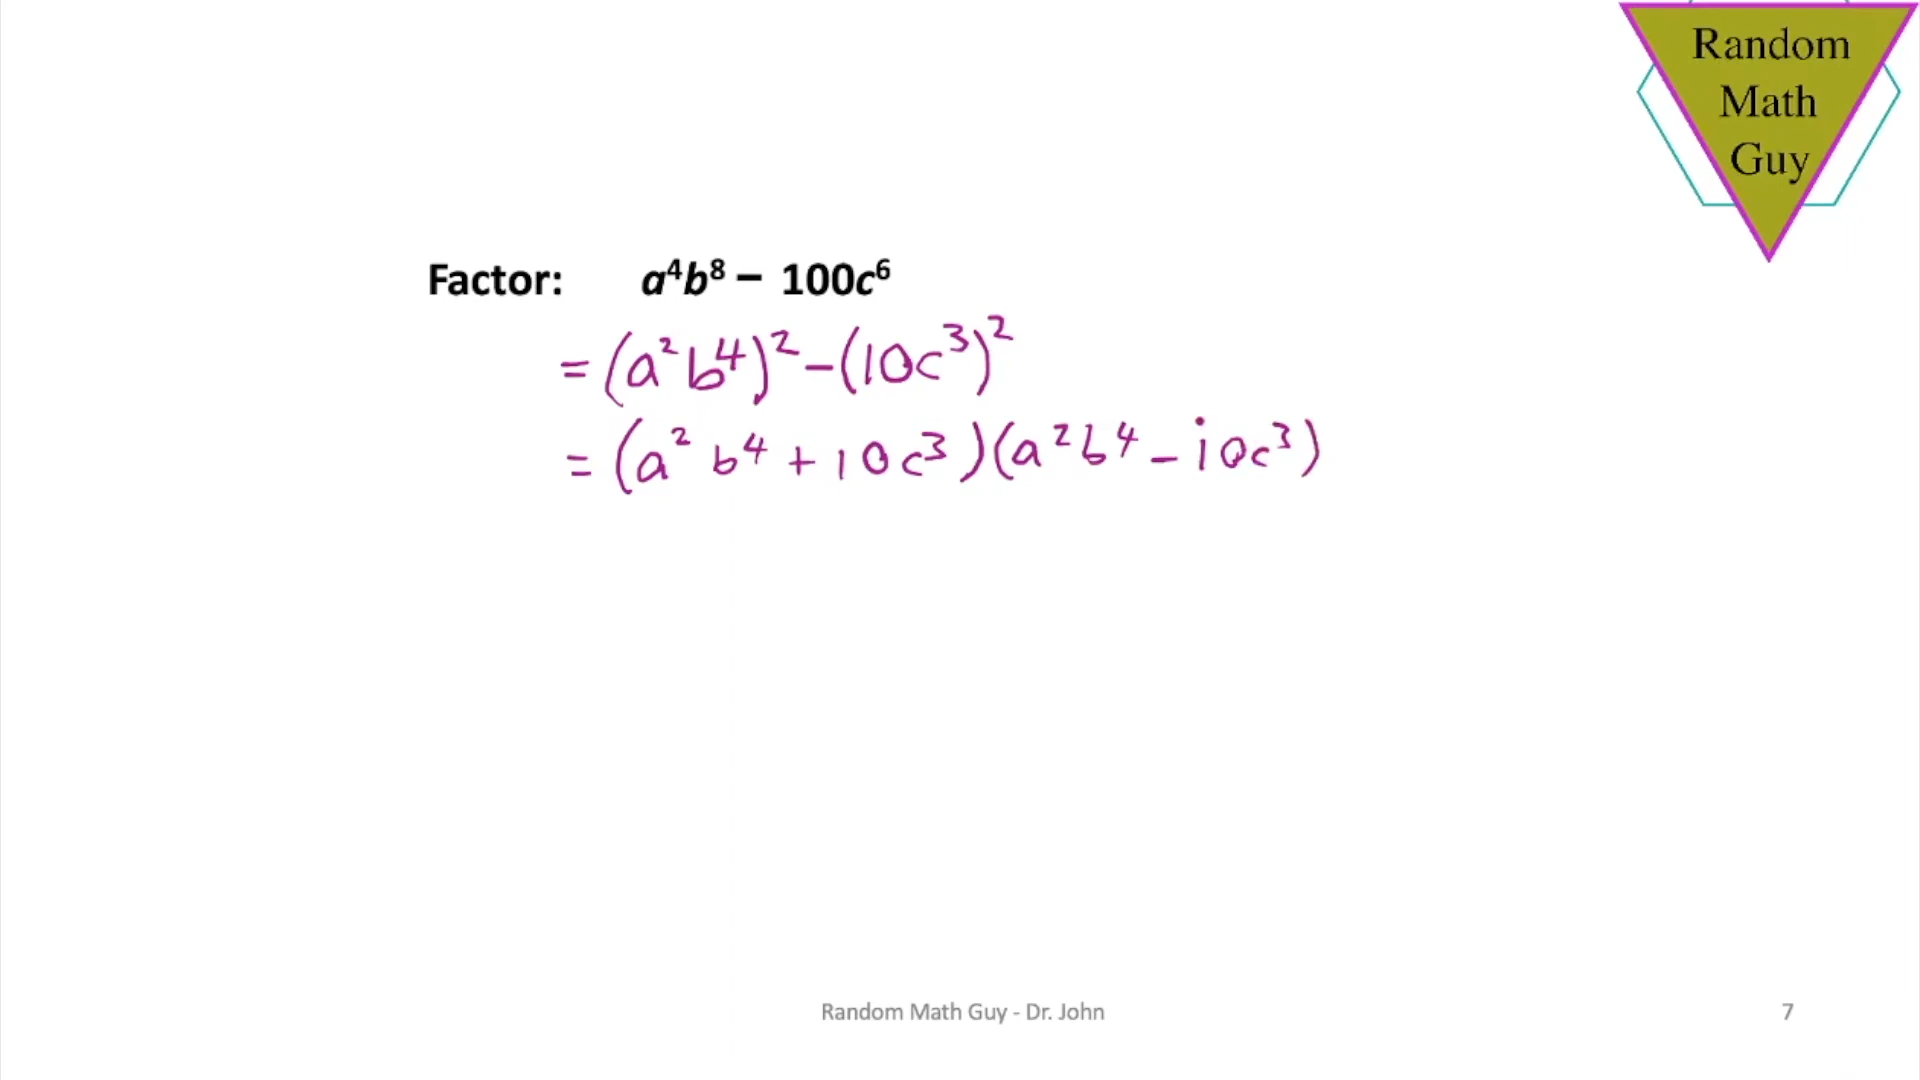 Random
Math
Guy
Factor: a⁴b⁸ − 100c⁶
= (a²b⁴)² − (10c³)²
= (a²b⁴ + 10c³)(a²b⁴ − 10c³)
Random Math Guy - Dr. John
7